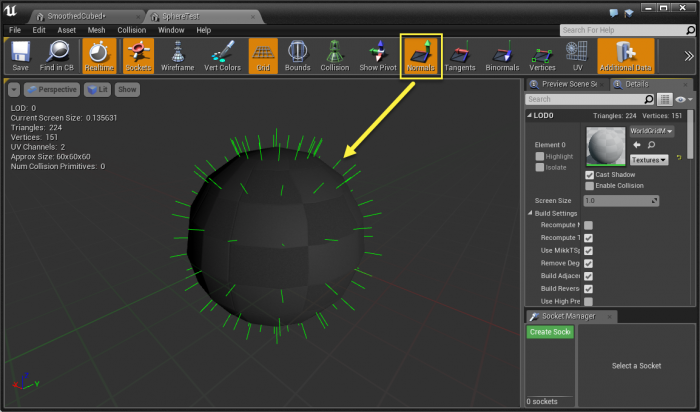 SmoothedCubed•
SphereTest
File Edit Asset Mesh Collision Window Help
Search For Help
Save
Find in CB
Realtime
Sockets
Wireframe
Vert Colors
Grid
Bounds
Collision
Show Pivot
Normals
Tangents
Binormals
Vertices
UV
Additional Data
Perspective
Lit
Show
LOD: 0
Current Screen Size: 0.135631
Triangles: 224
Vertices: 151
UV Channels: 2
Approx Size: 60x60x60
Num Collision Primitives: 0
X
Y
Preview Scene Se
Details
Search
LOD0 Triangles: 224 Vertices: 151
Element 0
Highlight
Isolate
WorldGridM
Textures
Cast Shadow
Enable Collision
Screen Size 1.0
Build Settings
Recompute N
Recompute T
Use MikkTSp
Remove Deg
Build Adjacer
Build Revers
Use High Pre
Socket Manager
Create Socke
Select a Socket
0 sockets